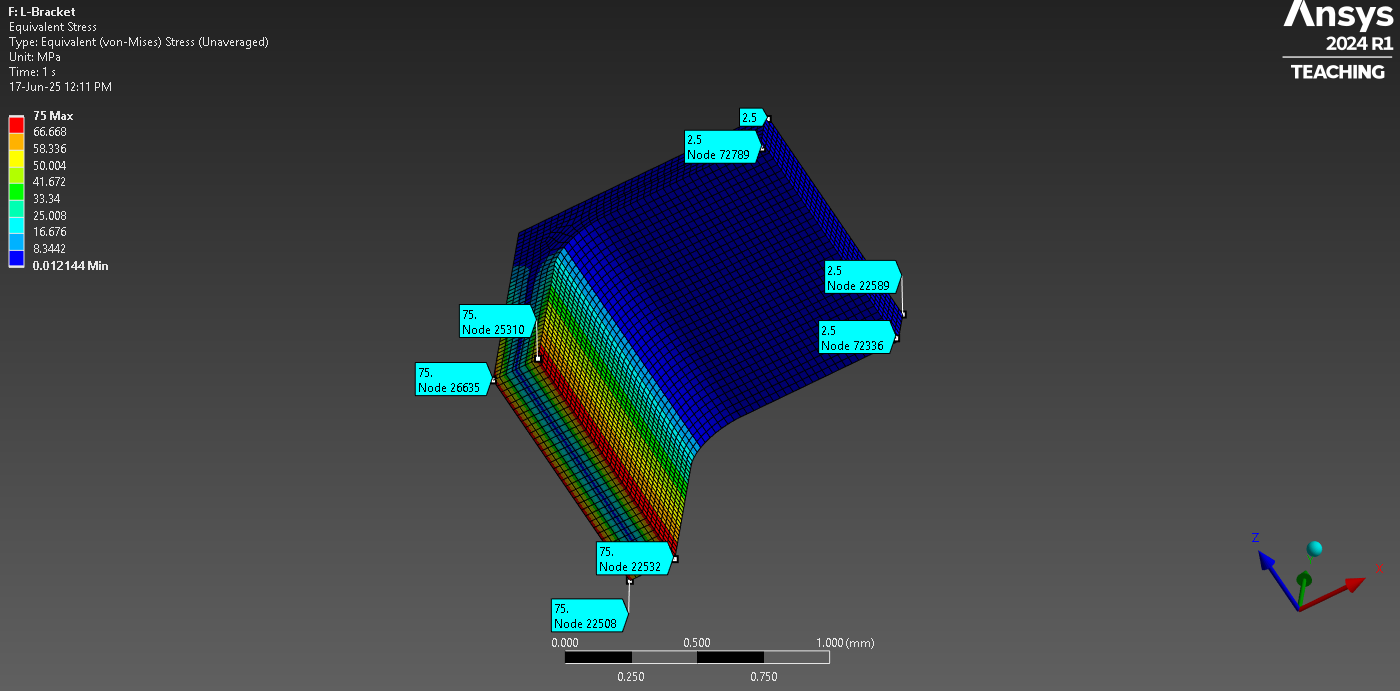 F: L-Bracket
Equivalent Stress
Type: Equivalent (von-Mises) Stress (Unaveraged)
Unit: MPa
Time: 1 s
17-Jun-25 12:11 PM
Ansys
2024 R1
TEACHING
75 Max
66.668
58.336
50.004
41.672
33.34
25.008
16.676
8.3442
0.012144 Min
2.5
2.5
Node 72789
2.5
Node 22589
2.5
Node 72336
75.
Node 25310
75.
Node 26635
75.
Node 22532
75.
Node 22508
0.000
0.500
1.000 (mm)
0.250
0.750
Z
X